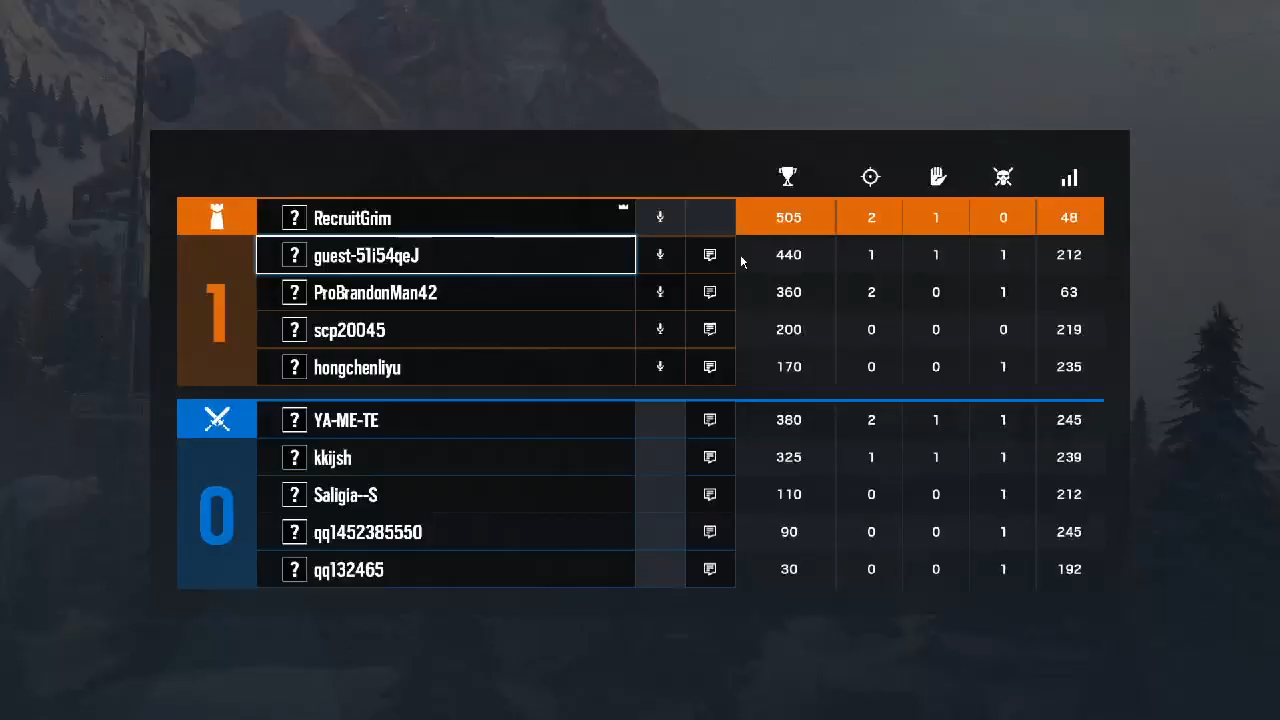 ? RecruitGrim 505 2 1 0 48
? guest-51i54qeJ 440 1 1 1 212
1
? ProBrandonMan42 360 2 0 1 63
? scp20045 200 0 0 0 219
? hongchenliyu 170 0 0 1 235
? YA-ME-TE 380 2 1 1 245
? kkijsh 325 1 1 1 239
? Saligia--S 110 0 0 1 212
0
? qq1452385550 90 0 0 1 245
? qq132465 30 0 0 1 192